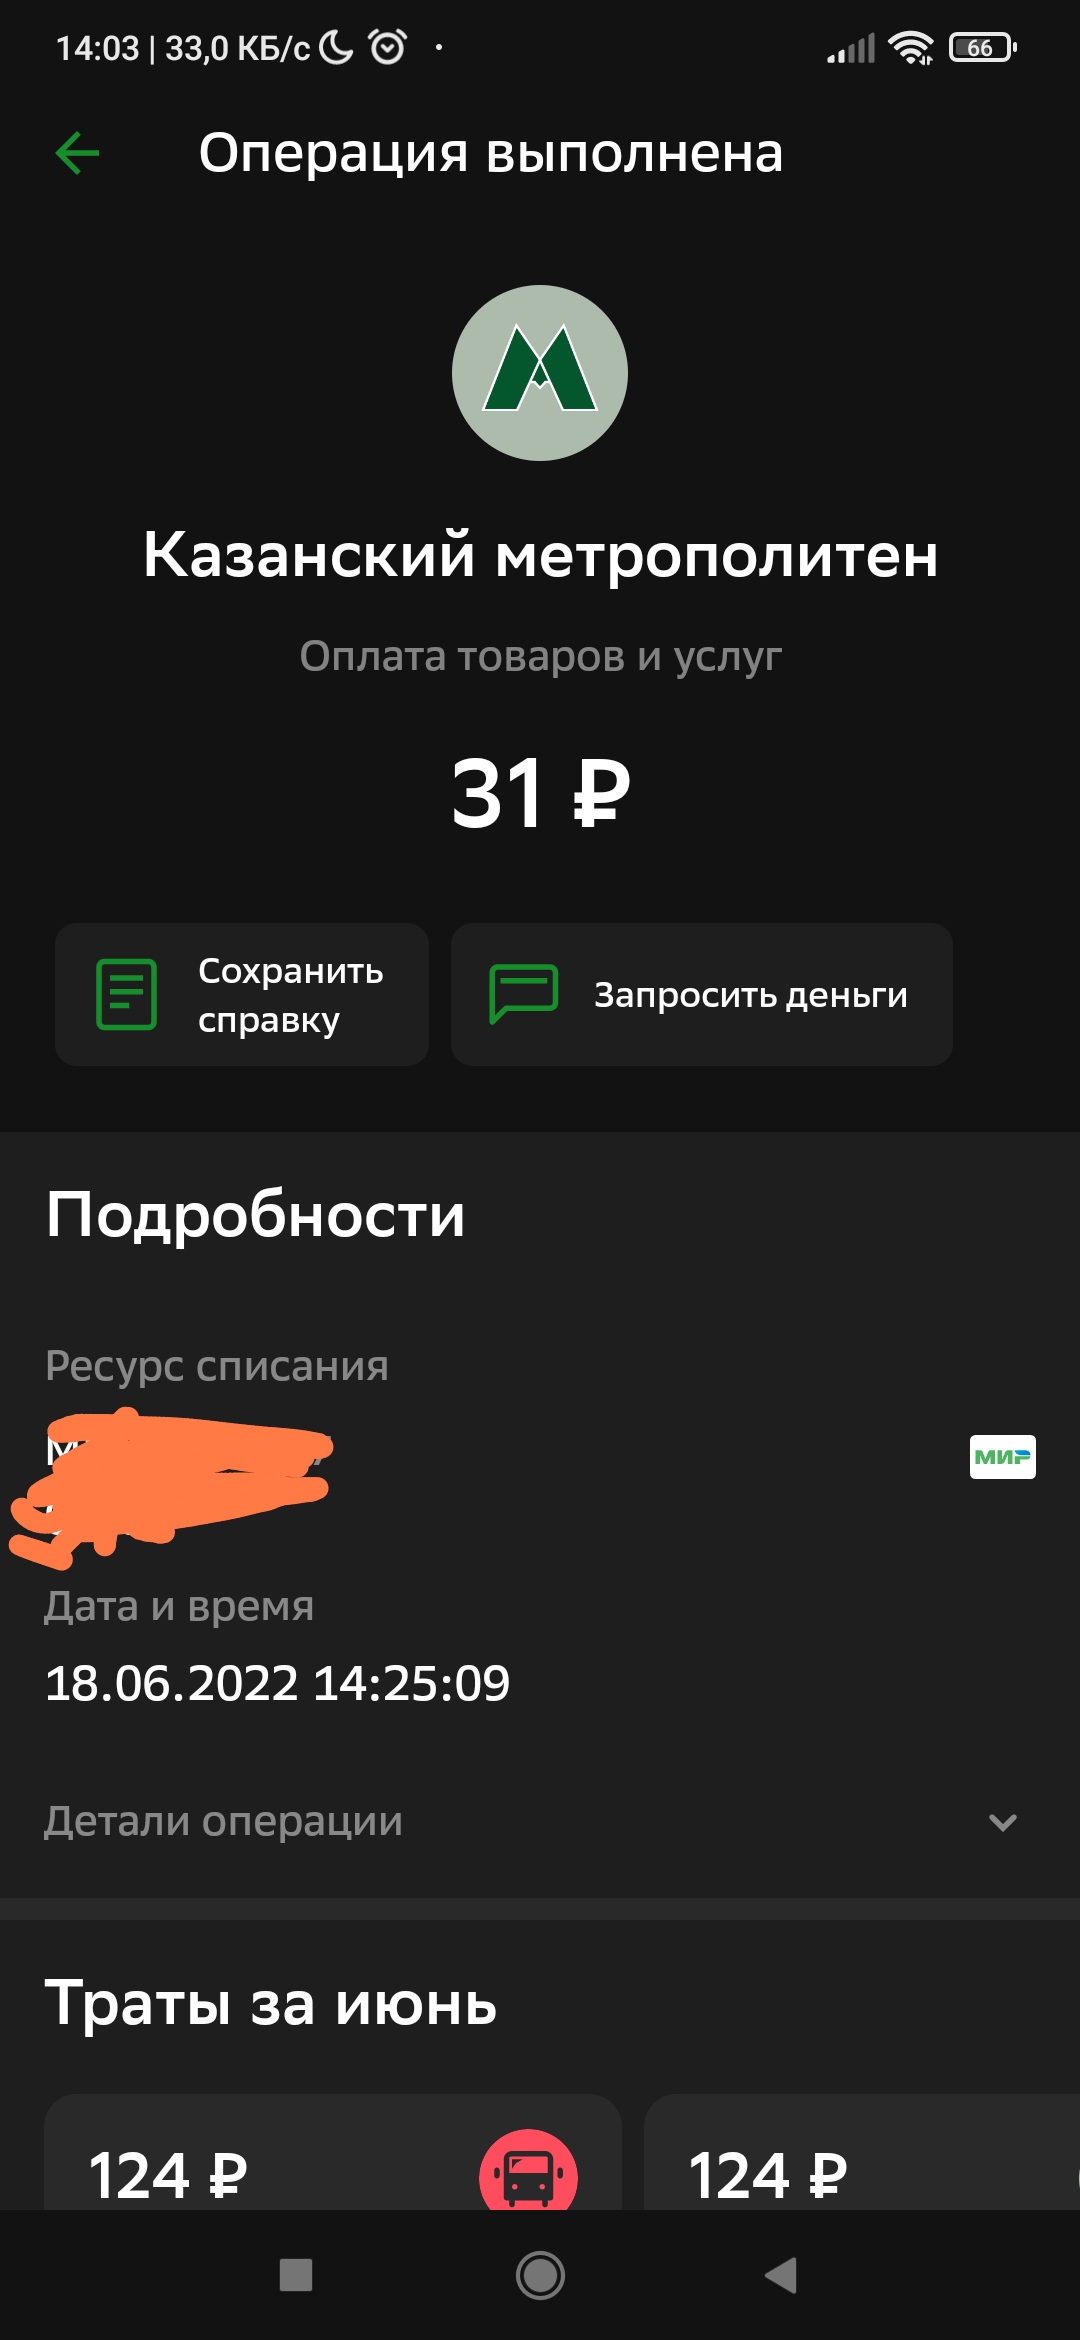 14:03 | 33,0 КБ/с
66
Операция выполнена
Казанский метрополитен
Оплата товаров и услуг
31 ₽
Сохранить
справку
Запросить деньги
Подробности
Ресурс списания
МИР
Дата и время
18.06.2022 14:25:09
Детали операции
Траты за июнь
124 ₽
124 ₽